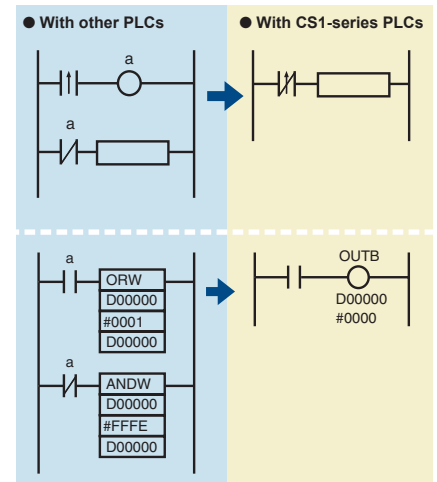 ● With other PLCs
● With CS1-series PLCs
a
a
a
ORW
D00000
#0001
D00000
a
ANDW
D00000
#FFFE
D00000
OUTB
D00000
#0000